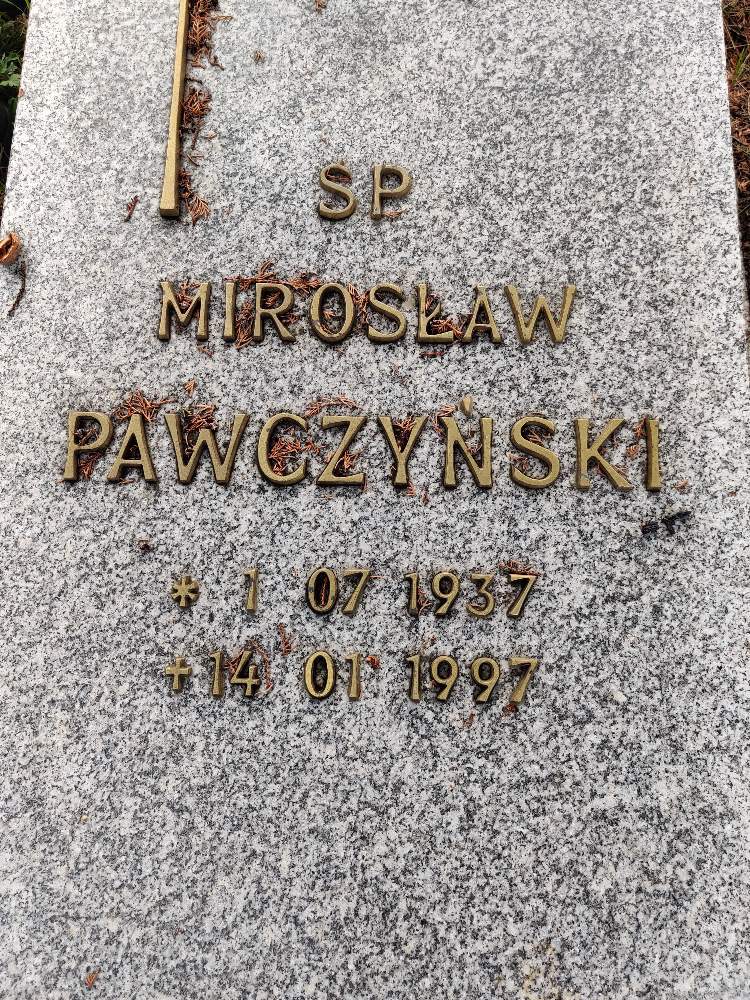 SP
MIROSŁAW
PAWCZYŃSKI
* 1 07 1937
+ 14 01 1997